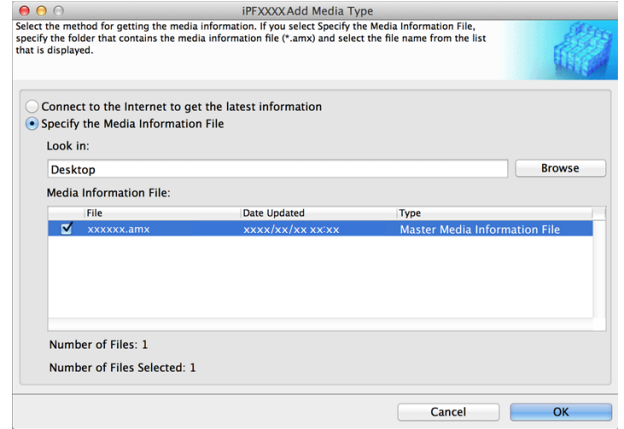 iPFXXXX Add Media Type
Select the method for getting the media information. If you select Specify the Media Information File,
specify the folder that contains the media information file (*.amx) and select the file name from the list
that is displayed.
Connect to the Internet to get the latest information
Specify the Media Information File
Look in:
Desktop Browse
Media Information File:
File Date Updated Type
xxxxxx.amx xxxx/xx/xx xx:xx Master Media Information File
Number of Files: 1
Number of Files Selected: 1
Cancel OK